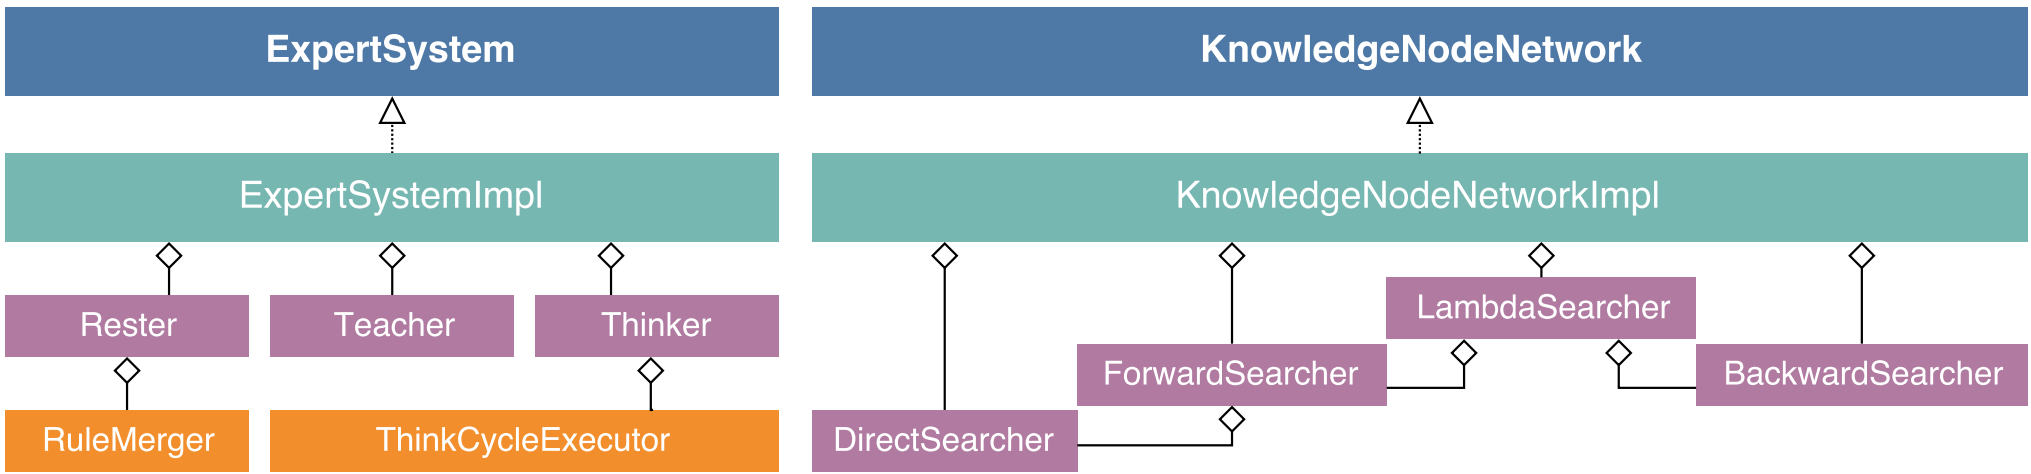 ExpertSystem
KnowledgeNodeNetwork
ExpertSystemImpl
KnowledgeNodeNetworkImpl
Rester
Teacher
Thinker
LambdaSearcher
ForwardSearcher
BackwardSearcher
RuleMerger
ThinkCycleExecutor
DirectSearcher